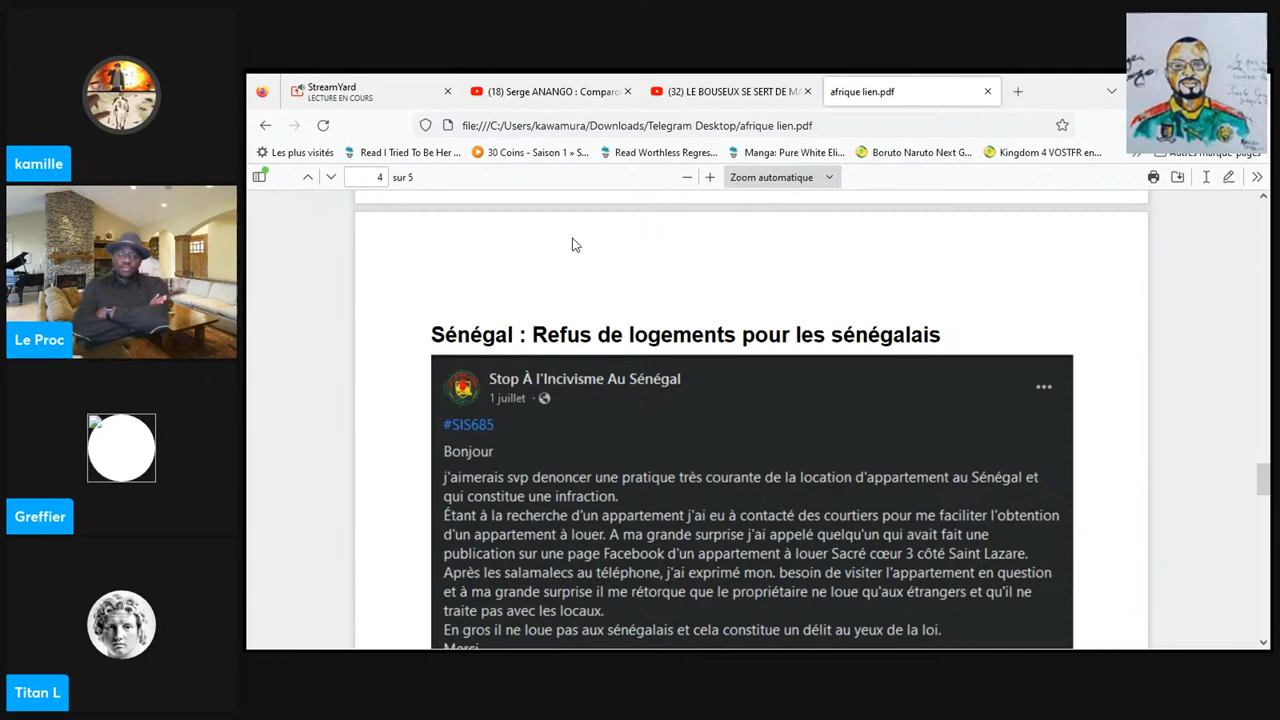 StreamYard
LECTURE EN COURS
(18) Serge ANANGO : Comparo
(32) LE BOUSEUX SE SERT DE MA
afrique lien.pdf
file:///C:/Users/kawamura/Downloads/Telegram Desktop/afrique lien.pdf
Les plus visités
Read I Tried To Be Her ...
30 Coins - Saison 1 » S...
Read Worthless Regres...
Manga: Pure White Eli...
Boruto Naruto Next G...
Kingdom 4 VOSTFR en...
Autres marque-pages
4 sur 5
Zoom automatique
kamille
Le Proc
Greffier
Titan L
Sénégal : Refus de logements pour les sénégalais
Stop À l'Incivisme Au Sénégal
1 juillet
#SIS685
Bonjour
j'aimerais svp denoncer une pratique très courante de la location d'appartement au Sénégal et
qui constitue une infraction.
Étant à la recherche d'un appartement j'ai eu à contacté des courtiers pour me faciliter l'obtention
d'un appartement à louer. A ma grande surprise j'ai appelé quelqu'un qui avait fait une
publication sur une page Facebook d'un appartement à louer Sacré cœur 3 côté Saint Lazare.
Après les salamalecs au téléphone, j'ai exprimé mon. besoin de visiter l'appartement en question
et à ma grande surprise il me rétorque que le propriétaire ne loue qu'aux étrangers et qu'il ne
traite pas avec les locaux.
En gros il ne loue pas aux sénégalais et cela constitue un délit au yeux de la loi.
Merci